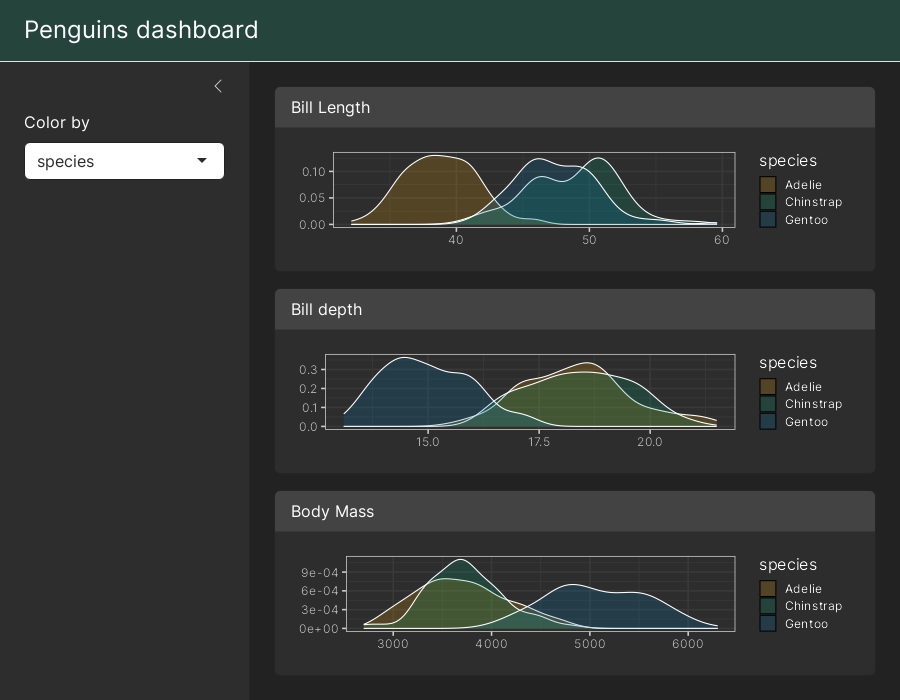 Penguins dashboard
Color by
species
Bill Length
0.10
0.05
0.00
40 50 60
species
Adelie
Chinstrap
Gentoo
Bill depth
0.3
0.2
0.1
0.0
15.0 17.5 20.0
species
Adelie
Chinstrap
Gentoo
Body Mass
9e-04
6e-04
3e-04
0e+00
3000 4000 5000 6000
species
Adelie
Chinstrap
Gentoo